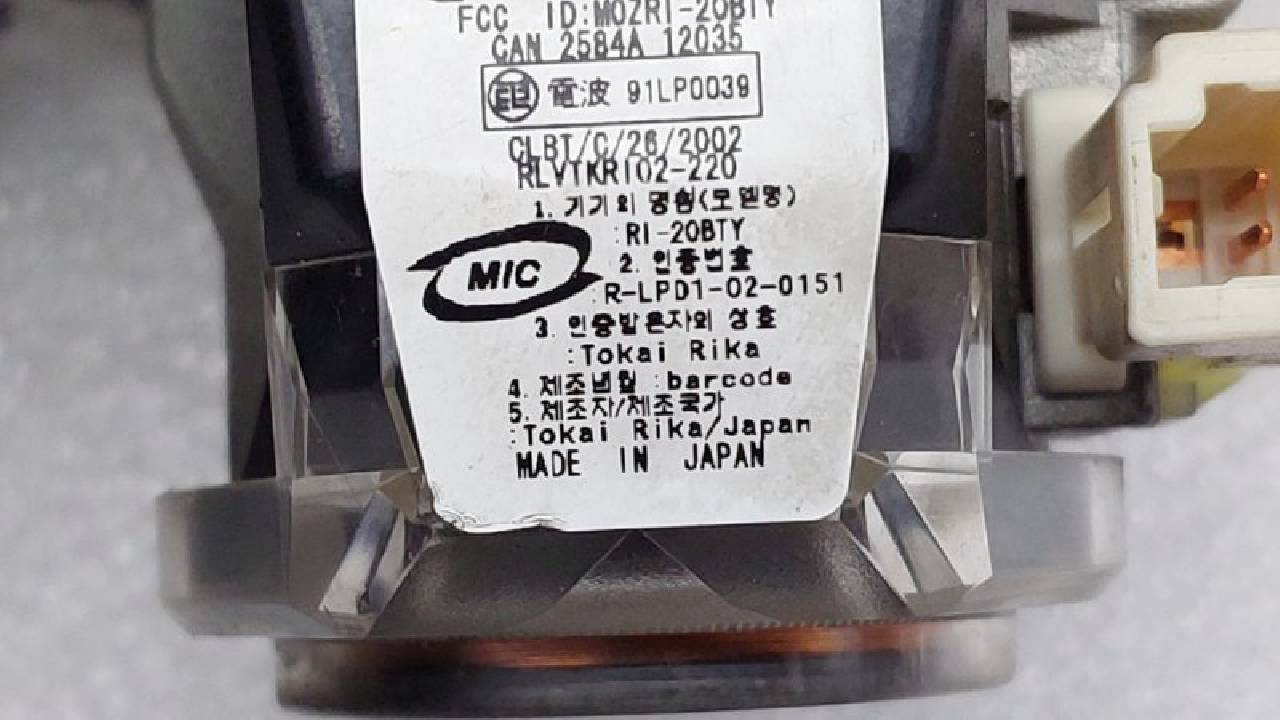 FCC ID:MOZRI-20BTY
CAN 2584A 12035
電波 91LP0039
CLBT/C/26/2002
RLVTKRI02-220
1. 기기의 명칭(모델명)
:RI-20BTY
MIC
2. 인증번호
:R-LPD1-02-0151
3. 인증받은자의 상호
:Tokai Rika
4. 제조년월 :barcode
5. 제조자/제조국가
:Tokai Rika/Japan
MADE IN JAPAN